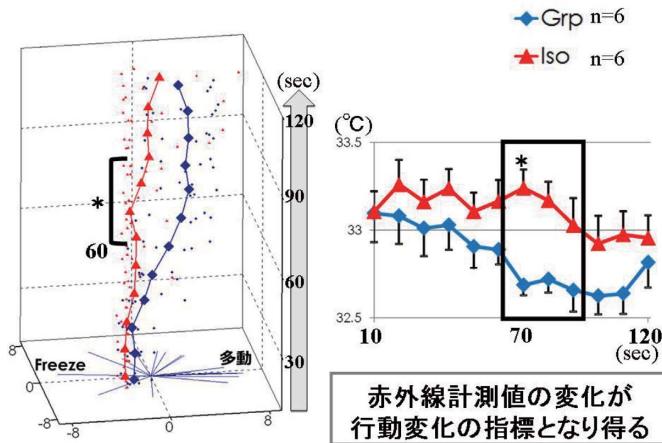 Grp n=6
Iso n=6
(sec)
120
90
60
30
*
60
8
0
-8
Freeze
多動
-8
0
8
(℃)
33.5
33
32.5
*
10
70
120
(sec)
赤外線計測値の変化が
行動変化の指標となり得る